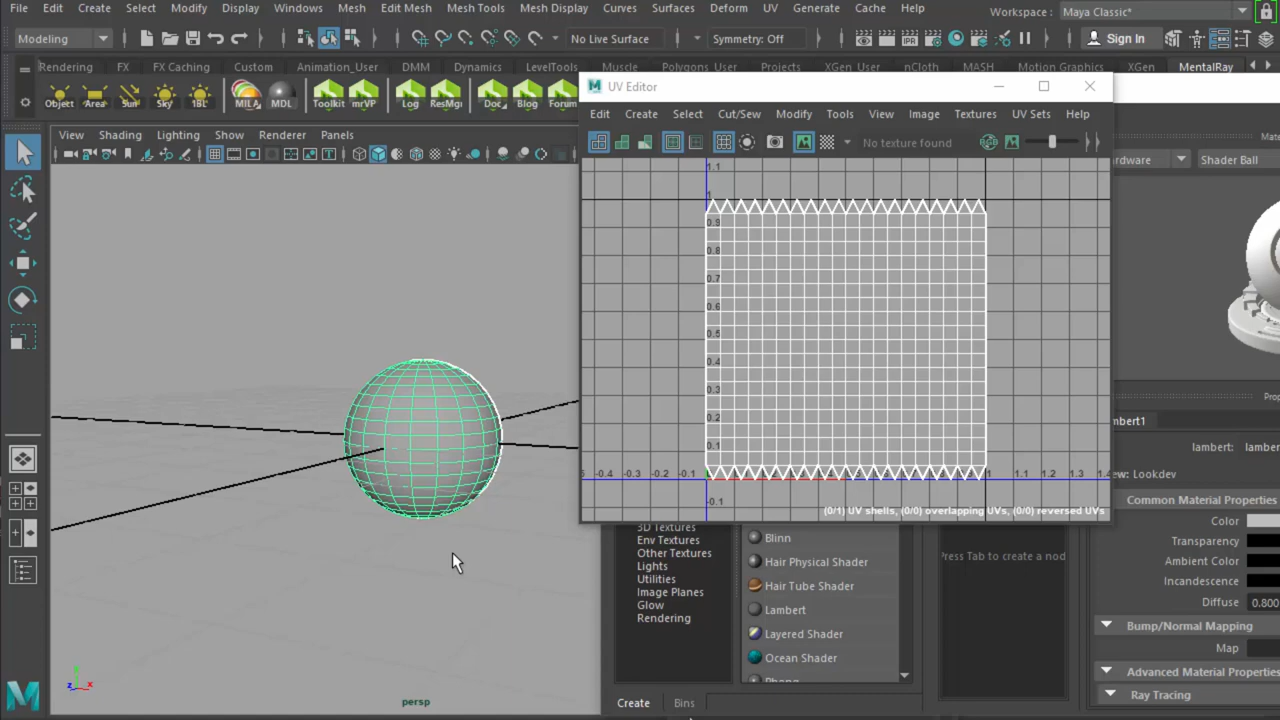 File Edit Create Select Modify Display Windows Mesh Edit Mesh Mesh Tools Mesh Display Curves Surfaces Deform UV Generate Cache Help
Workspace : Maya Classic*
Modeling
No Live Surface
Symmetry: Off
Sign In
Rendering FX FX Caching Custom Animation_User DMM Dynamics LevelTools Muscle Polygons_User Projects XGen_User nCloth MASH Motion Graphics XGen MentalRay
Object Area Sun Sky IBL MILA MDL Toolkit mrVP Log ResMgr Doc Blog Forum
View Shading Lighting Show Renderer Panels
persp
UV Editor
Edit Create Select Cut/Sew Modify Tools View Image Textures UV Sets Help
No texture found
1.1
1
0.9
0.8
0.7
0.6
0.5
0.4
0.3
0.2
0.1
-0.4 -0.3 -0.2 -0.1
1 1.1 1.2 1.3
-0.1
(0/1) UV shells, (0/0) overlapping UVs, (0/0) reversed UVs
3D Textures
Env Textures
Other Textures
Lights
Utilities
Image Planes
Glow
Rendering
Blinn
Hair Physical Shader
Hair Tube Shader
Lambert
Layered Shader
Ocean Shader
Create Bins
Press Tab to create a nod
rdware Shader Ball
mbert1
lambert: lamber
ew: Lookdev
Common Material Properties
Color
Transparency
Ambient Color
Incandescence
Diffuse 0.800
Bump/Normal Mapping
Map
Advanced Material Properties
Ray Tracing